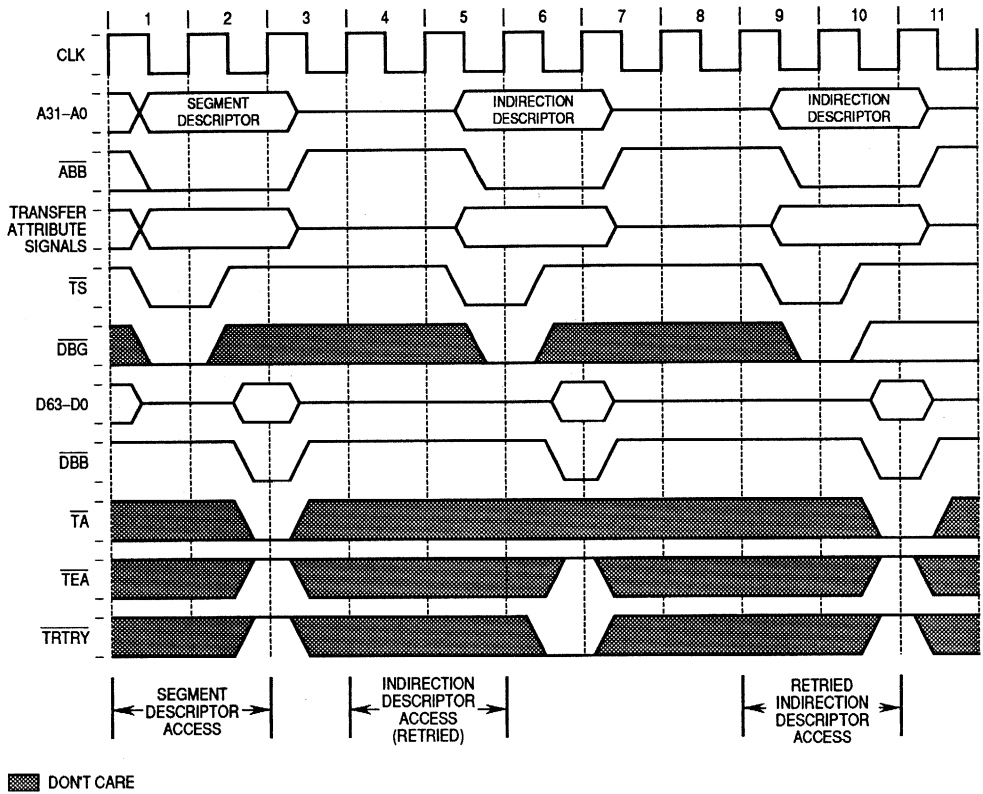 1 2 3 4 5 6 7 8 9 10 11
CLK
A31–A0
SEGMENT
DESCRIPTOR
INDIRECTION
DESCRIPTOR
INDIRECTION
DESCRIPTOR
ABB
TRANSFER
ATTRIBUTE
SIGNALS
TS
DBG
D63–D0
DBB
TA
TEA
TRTRY
SEGMENT
DESCRIPTOR
ACCESS
INDIRECTION
DESCRIPTOR
ACCESS
(RETRIED)
RETRIED
INDIRECTION
DESCRIPTOR
ACCESS
DON'T CARE